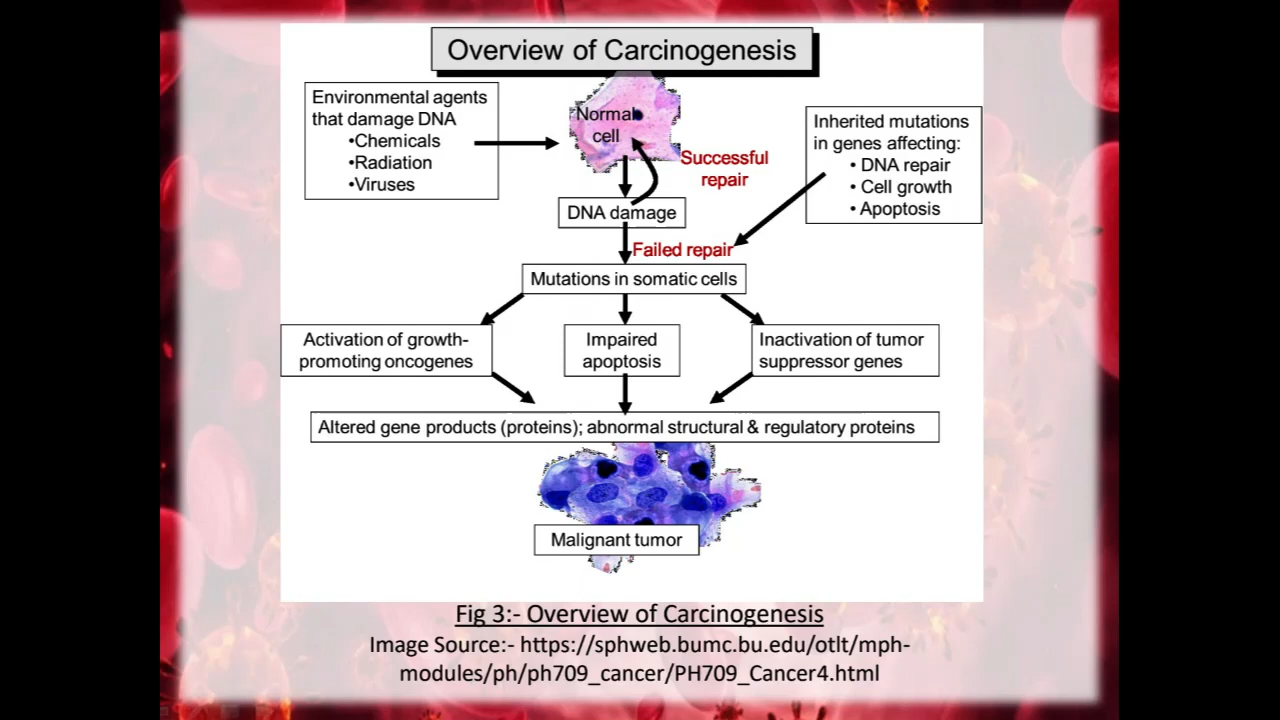 Overview of Carcinogenesis
Environmental agents
that damage DNA
•Chemicals
•Radiation
•Viruses
Normal
cell
Successful
repair
Inherited mutations
in genes affecting:
• DNA repair
• Cell growth
• Apoptosis
DNA damage
Failed repair
Mutations in somatic cells
Activation of growth-
promoting oncogenes
Impaired
apoptosis
Inactivation of tumor
suppressor genes
Altered gene products (proteins); abnormal structural & regulatory proteins
Malignant tumor
Fig 3:- Overview of Carcinogenesis
Image Source:- https://sphweb.bumc.bu.edu/otlt/mph-
modules/ph/ph709_cancer/PH709_Cancer4.html